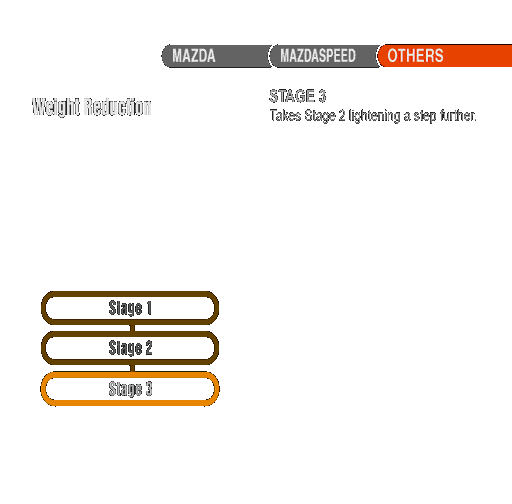 MAZDA
MAZDASPEED
OTHERS
Weight Reduction
STAGE 3
Takes Stage 2 lightening a step further.
Stage 1
Stage 2
Stage 3